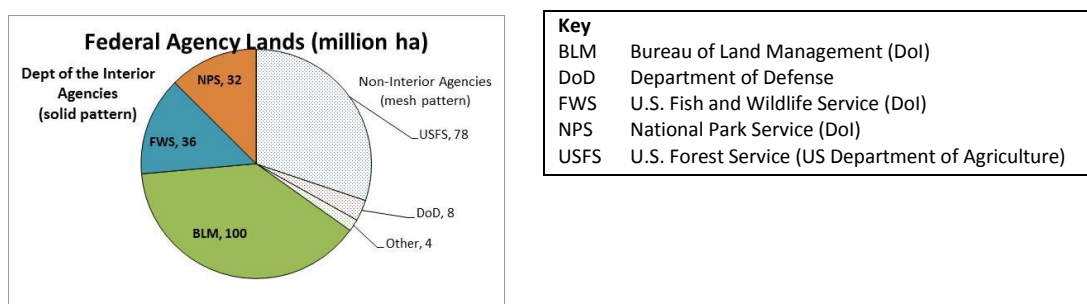 Federal Agency Lands (million ha)
Dept of the Interior
Agencies
(solid pattern)
NPS, 32
Non-Interior Agencies
(mesh pattern)
USFS, 78
FWS, 36
DoD, 8
Other, 4
BLM, 100
Key
BLM Bureau of Land Management (DoI)
DoD Department of Defense
FWS U.S. Fish and Wildlife Service (DoI)
NPS National Park Service (DoI)
USFS U.S. Forest Service (US Department of Agriculture)